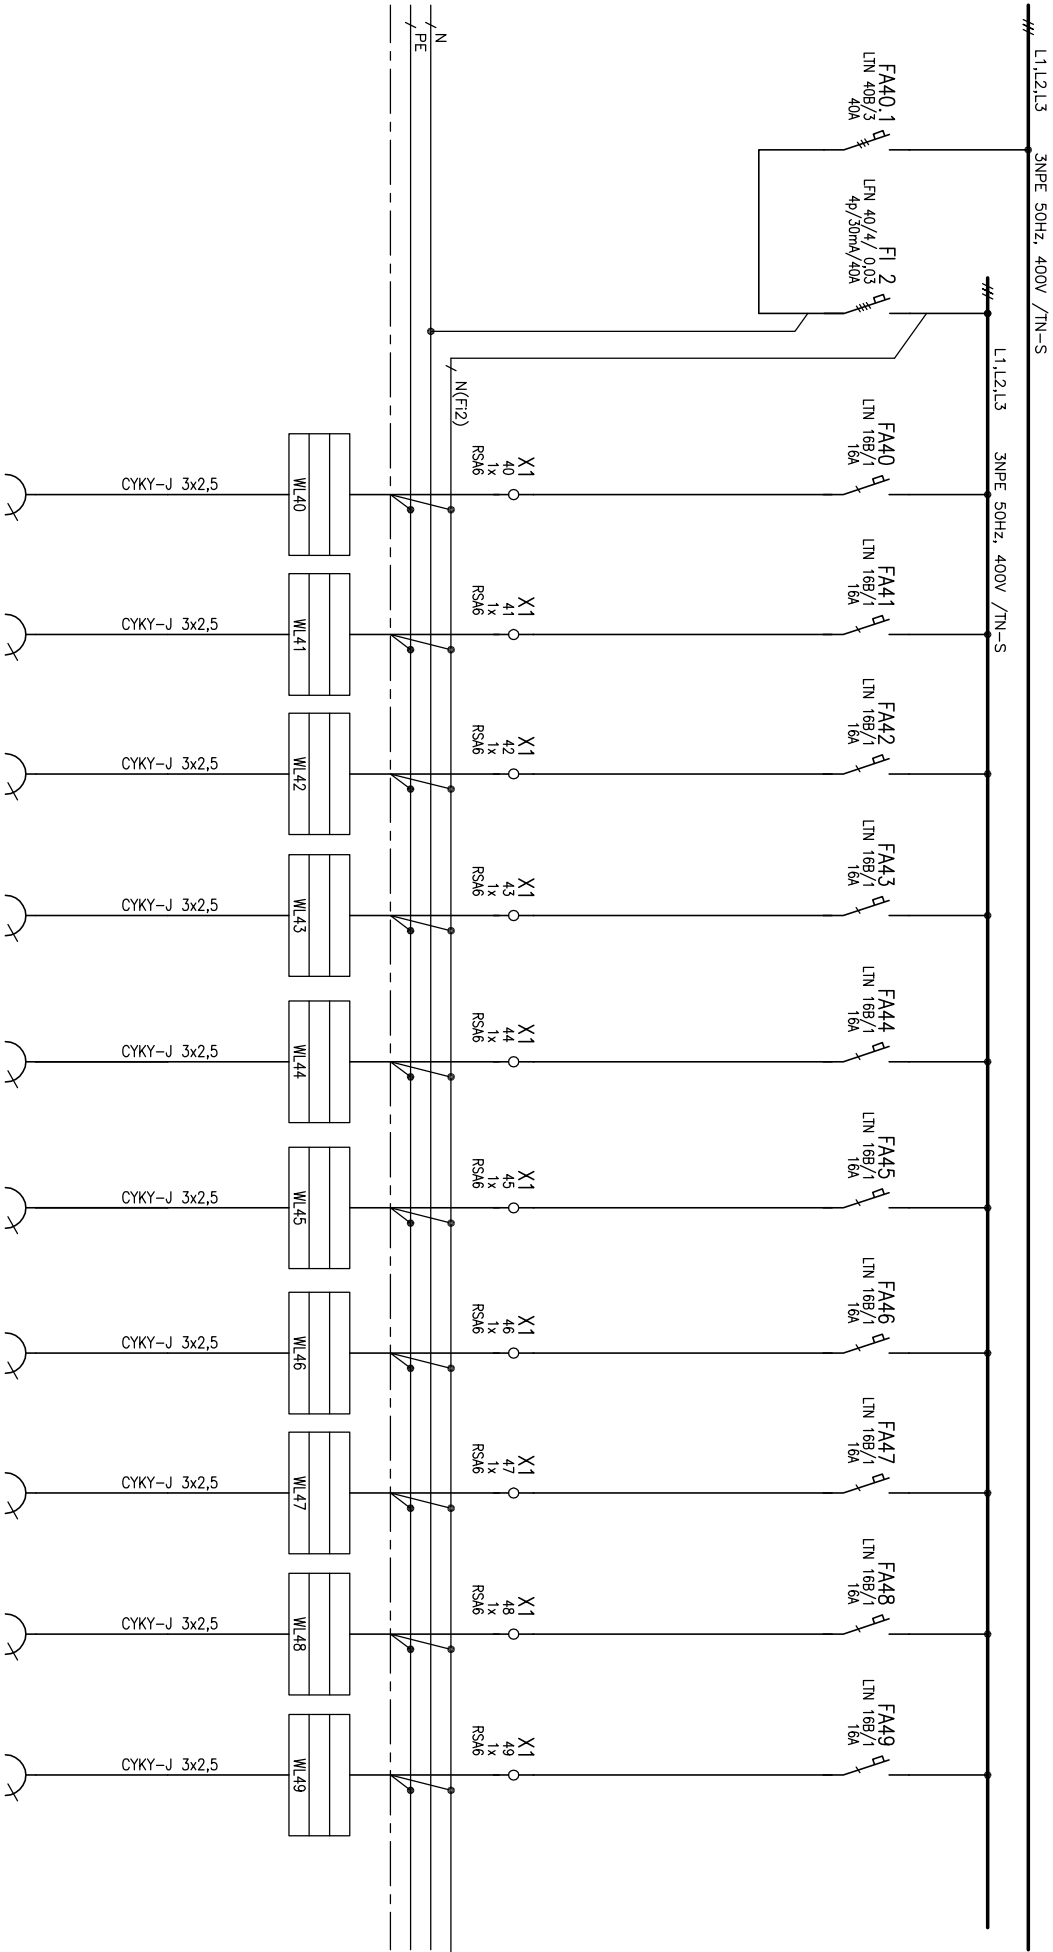 L1,L2,L3 3NPE 50Hz, 400V /TN-S
FA40.1
LTN 40B/3
40A
FI 2
LFN 40/4/ 0,03
4p/30mA/40A
L1,L2,L3 3NPE 50Hz, 400V /TN-S
FA40
LTN 16B/1
16A
FA41
LTN 16B/1
16A
FA42
LTN 16B/1
16A
FA43
LTN 16B/1
16A
FA44
LTN 16B/1
16A
FA45
LTN 16B/1
16A
FA46
LTN 16B/1
16A
FA47
LTN 16B/1
16A
FA48
LTN 16B/1
16A
FA49
LTN 16B/1
16A
N
PE
N(Fi2)
X1
40
1x
RSA6
X1
41
1x
RSA6
X1
42
1x
RSA6
X1
43
1x
RSA6
X1
44
1x
RSA6
X1
45
1x
RSA6
X1
46
1x
RSA6
X1
47
1x
RSA6
X1
48
1x
RSA6
X1
49
1x
RSA6
WL40
WL41
WL42
WL43
WL44
WL45
WL46
WL47
WL48
WL49
CYKY-J 3x2,5
CYKY-J 3x2,5
CYKY-J 3x2,5
CYKY-J 3x2,5
CYKY-J 3x2,5
CYKY-J 3x2,5
CYKY-J 3x2,5
CYKY-J 3x2,5
CYKY-J 3x2,5
CYKY-J 3x2,5